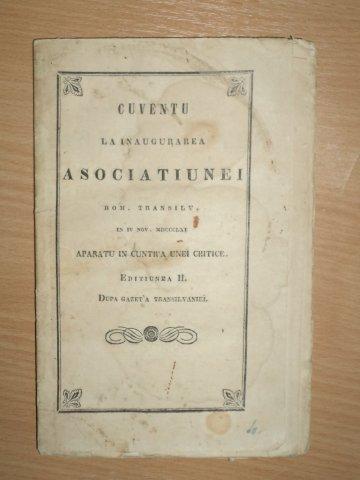 CUVENTU
LA INAUGURAREA
ASOCIATIUNEI
ROM. TRANSILV.
IN IV NOV. MDCCCLXI
APARATU IN CUNTR'A UNEI CRITICE.
EDITIUNEA II.
DUPA GAZET'A TRANSILVANIEI.